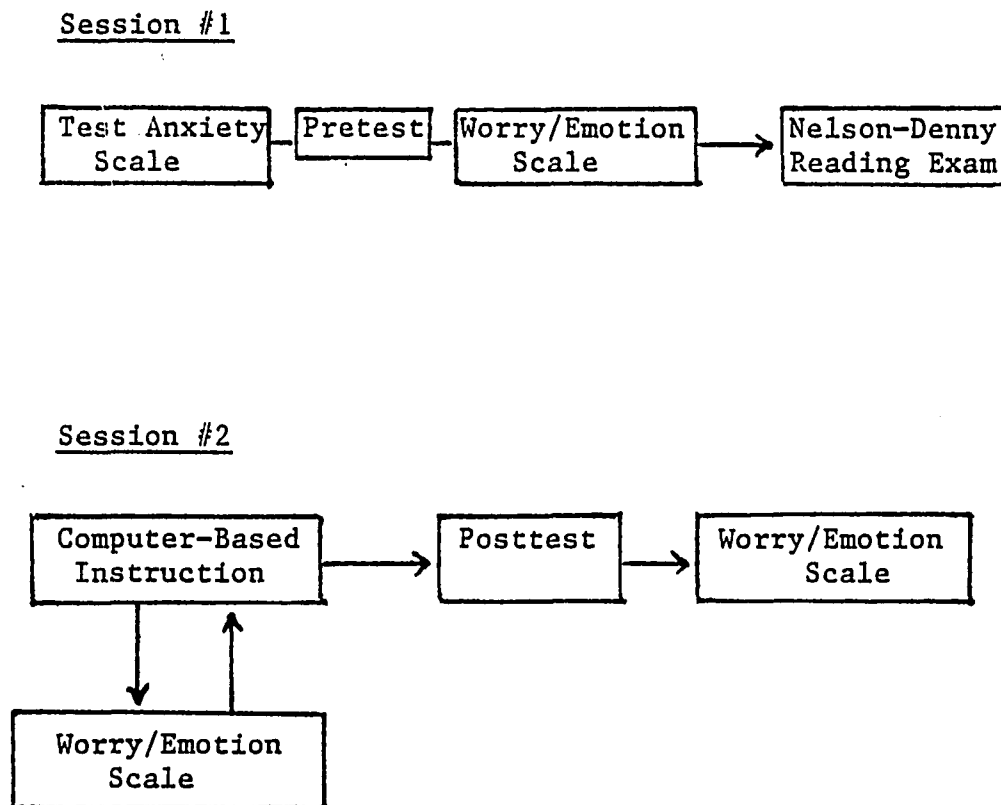 Session #1
Test Anxiety
Scale
Pretest
Worry/Emotion
Scale
Nelson-Denny
Reading Exam
Session #2
Computer-Based
Instruction
Posttest
Worry/Emotion
Scale
Worry/Emotion
Scale